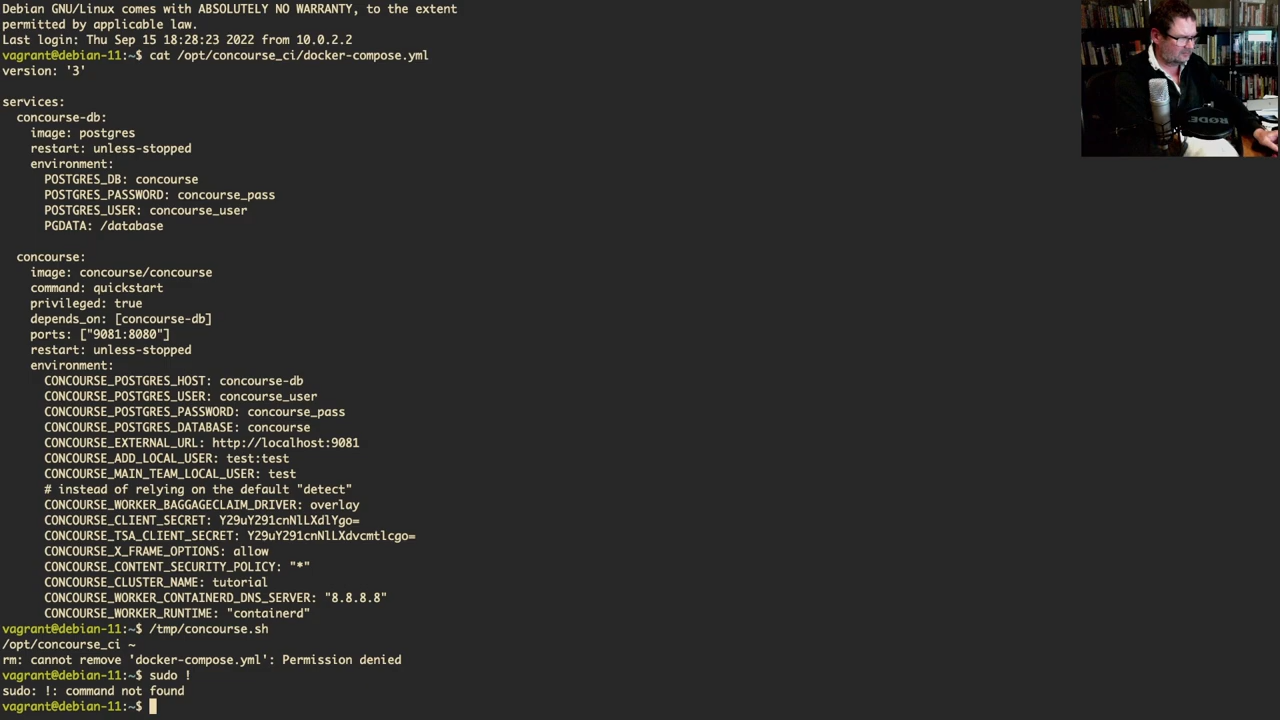 Debian GNU/Linux comes with ABSOLUTELY NO WARRANTY, to the extent
permitted by applicable law.
Last login: Thu Sep 15 18:28:23 2022 from 10.0.2.2
vagrant@debian-11:~$ cat /opt/concourse_ci/docker-compose.yml
version: '3'

services:
  concourse-db:
    image: postgres
    restart: unless-stopped
    environment:
      POSTGRES_DB: concourse
      POSTGRES_PASSWORD: concourse_pass
      POSTGRES_USER: concourse_user
      PGDATA: /database

  concourse:
    image: concourse/concourse
    command: quickstart
    privileged: true
    depends_on: [concourse-db]
    ports: ["9081:8080"]
    restart: unless-stopped
    environment:
      CONCOURSE_POSTGRES_HOST: concourse-db
      CONCOURSE_POSTGRES_USER: concourse_user
      CONCOURSE_POSTGRES_PASSWORD: concourse_pass
      CONCOURSE_POSTGRES_DATABASE: concourse
      CONCOURSE_EXTERNAL_URL: http://localhost:9081
      CONCOURSE_ADD_LOCAL_USER: test:test
      CONCOURSE_MAIN_TEAM_LOCAL_USER: test
      # instead of relying on the default "detect"
      CONCOURSE_WORKER_BAGGAGECLAIM_DRIVER: overlay
      CONCOURSE_CLIENT_SECRET: Y29uY291cnNlLXdlYgo=
      CONCOURSE_TSA_CLIENT_SECRET: Y29uY291cnNlLXdvcmtlcgo=
      CONCOURSE_X_FRAME_OPTIONS: allow
      CONCOURSE_CONTENT_SECURITY_POLICY: "*"
      CONCOURSE_CLUSTER_NAME: tutorial
      CONCOURSE_WORKER_CONTAINERD_DNS_SERVER: "8.8.8.8"
      CONCOURSE_WORKER_RUNTIME: "containerd"
vagrant@debian-11:~$ /tmp/concourse.sh
/opt/concourse_ci ~
rm: cannot remove 'docker-compose.yml': Permission denied
vagrant@debian-11:~$ sudo !
sudo: !: command not found
vagrant@debian-11:~$
RODE